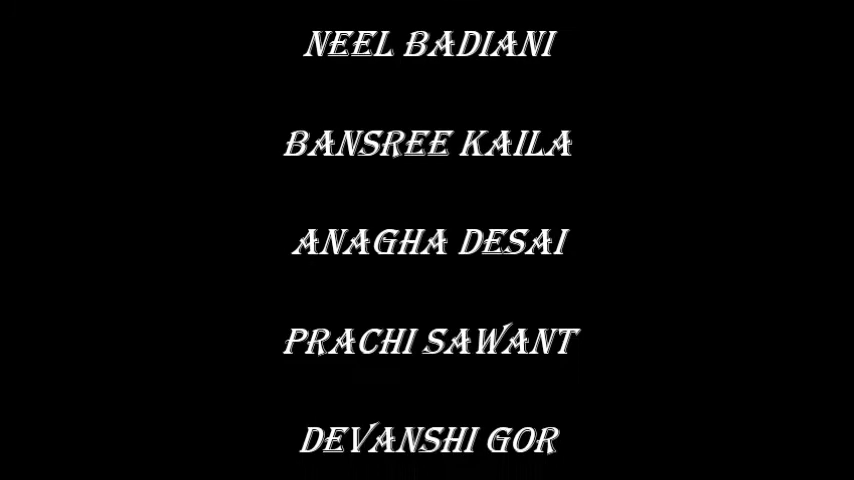 NEEL BADIANI
BANSREE KAILA
ANAGHA DESAI
PRACHI SAWANT
DEVANSHI GOR